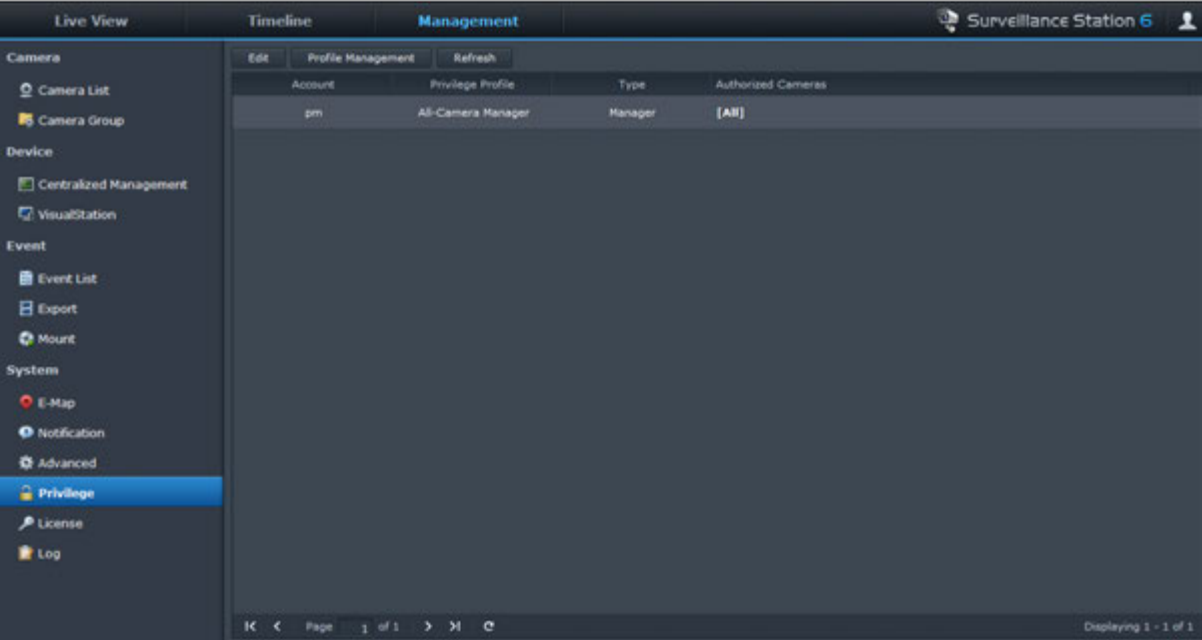 Live View Timeline Management Surveillance Station 6
Camera
Camera List
Camera Group
Device
Centralized Management
VisualStation
Event
Event List
Export
Mount
System
E-Map
Notification
Advanced
Privilege
License
Log
Edit Profile Management Refresh
Account Privilege Profile Type Authorized Cameras
pm All-Camera Manager Manager [All]
Page 1 of 1 Displaying 1 - 1 of 1